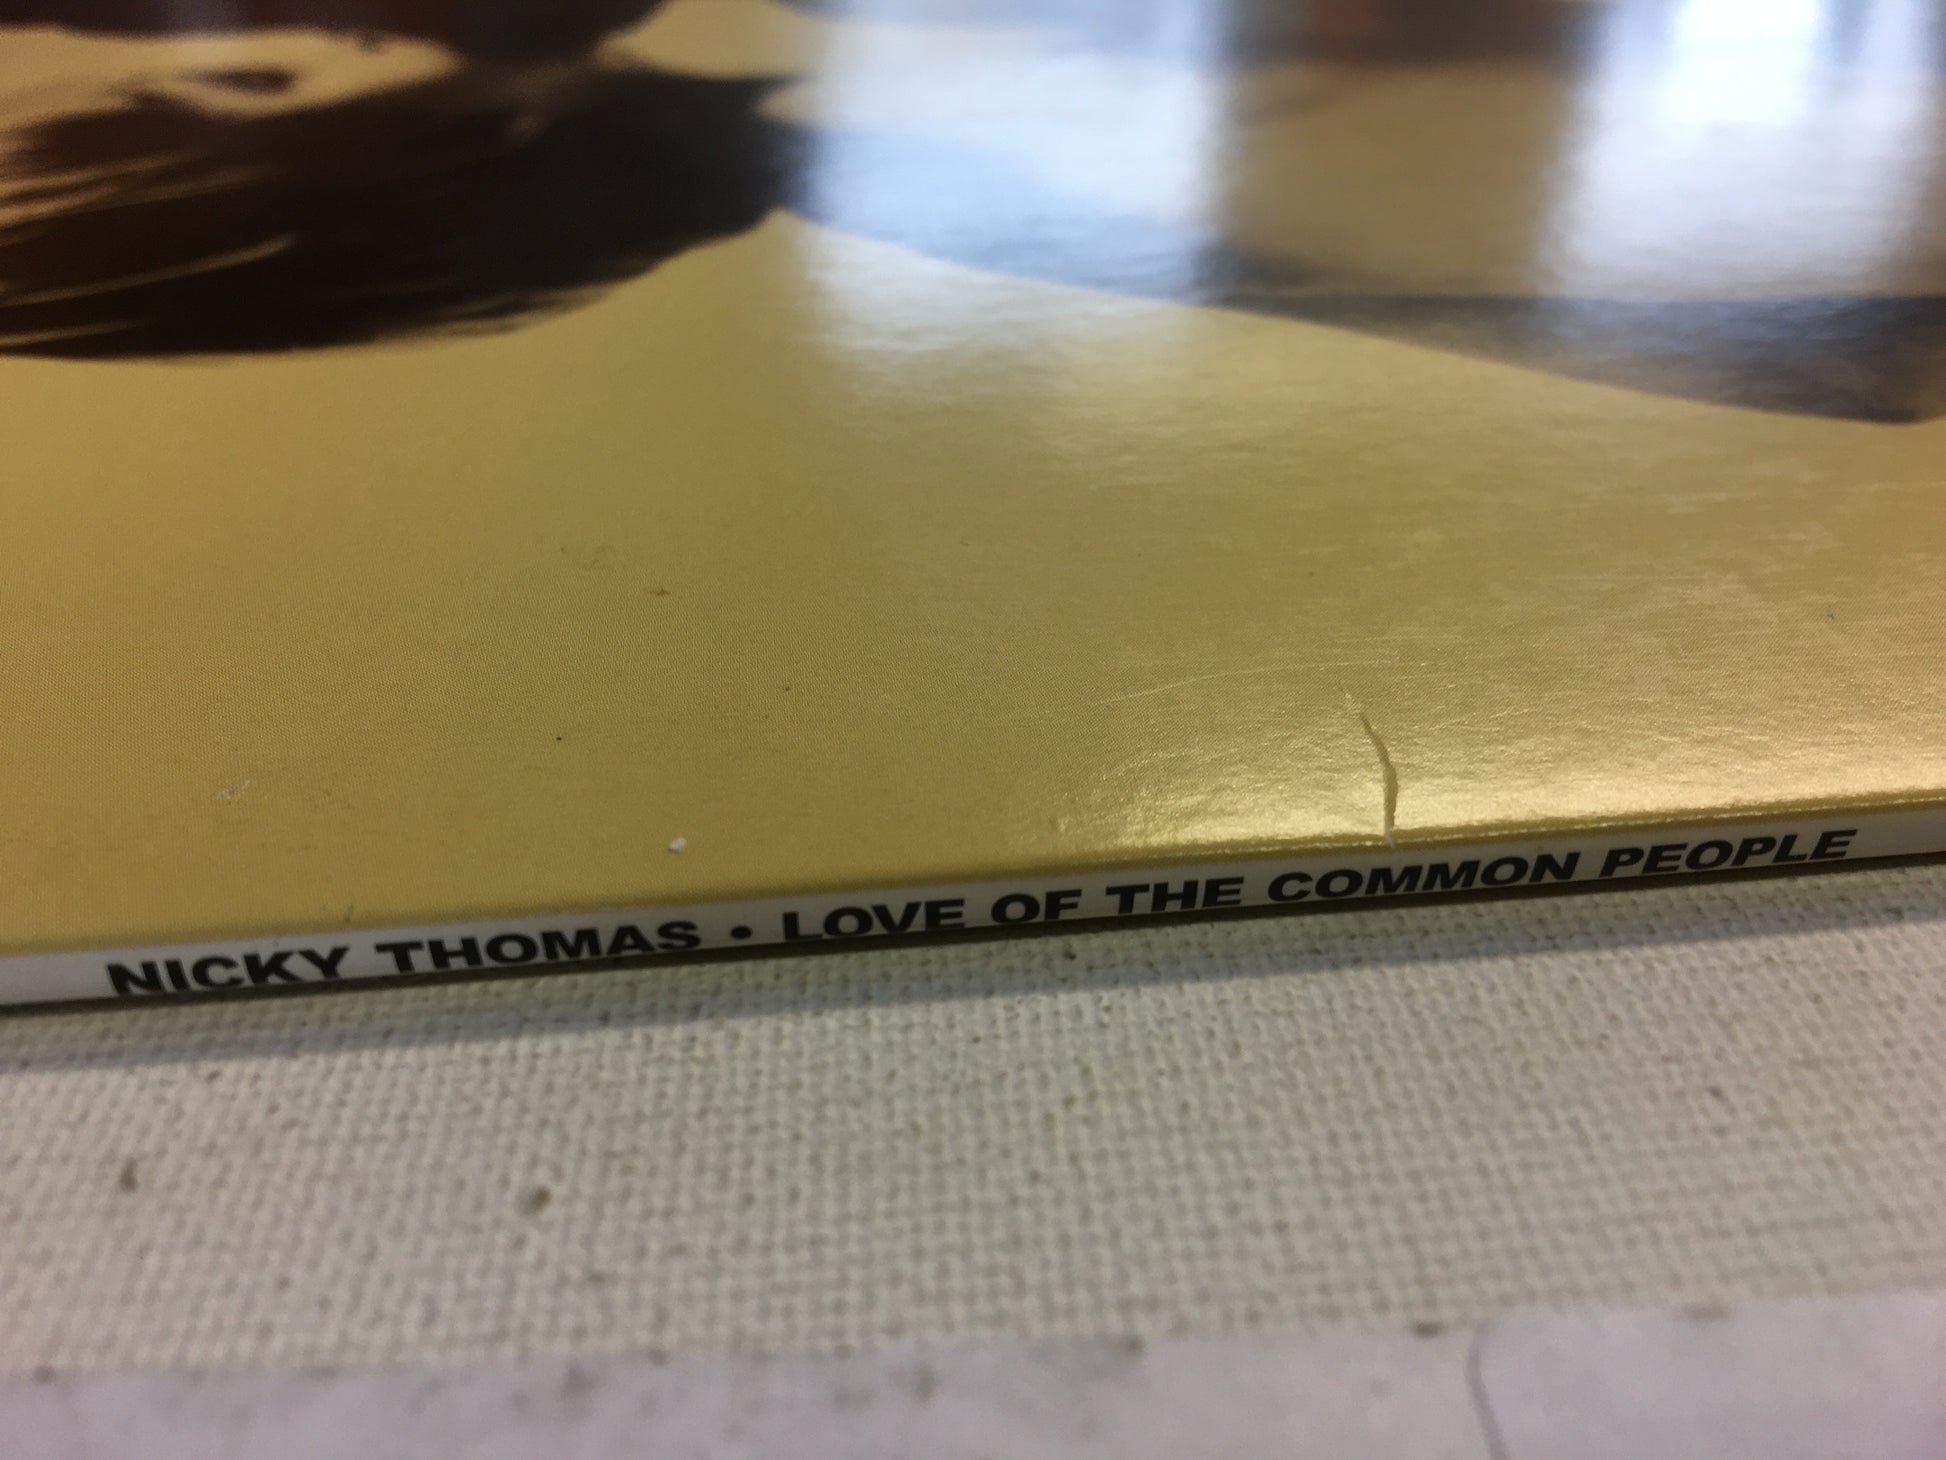 NICKY THOMAS • LOVE OF THE COMMON PEOPLE